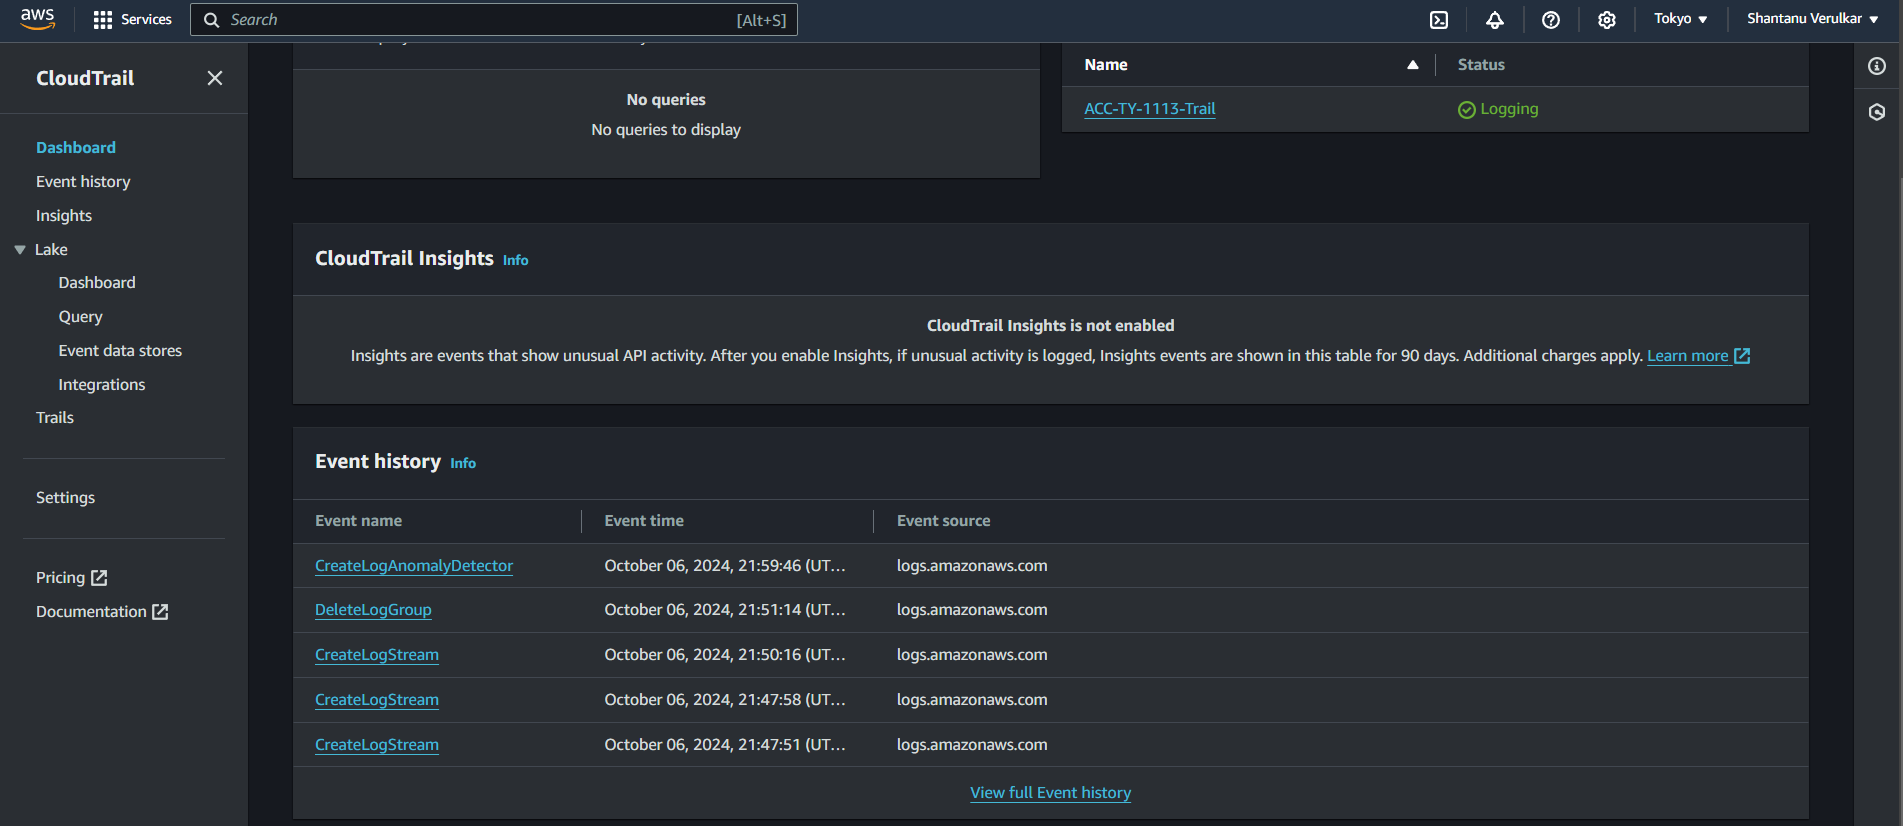 aws
Services
Search [Alt+S]
Tokyo ▼
Shantanu Verulkar ▼
CloudTrail
Dashboard
Event history
Insights
Lake
Dashboard
Query
Event data stores
Integrations
Trails
Settings
Pricing
Documentation
No queries
No queries to display
Name ▲ Status
ACC-TY-1113-Trail Logging
CloudTrail Insights Info
CloudTrail Insights is not enabled
Insights are events that show unusual API activity. After you enable Insights, if unusual activity is logged, Insights events are shown in this table for 90 days. Additional charges apply. Learn more
Event history Info
Event name Event time Event source
CreateLogAnomalyDetector October 06, 2024, 21:59:46 (UT… logs.amazonaws.com
DeleteLogGroup October 06, 2024, 21:51:14 (UT… logs.amazonaws.com
CreateLogStream October 06, 2024, 21:50:16 (UT… logs.amazonaws.com
CreateLogStream October 06, 2024, 21:47:58 (UT… logs.amazonaws.com
CreateLogStream October 06, 2024, 21:47:51 (UT… logs.amazonaws.com
View full Event history